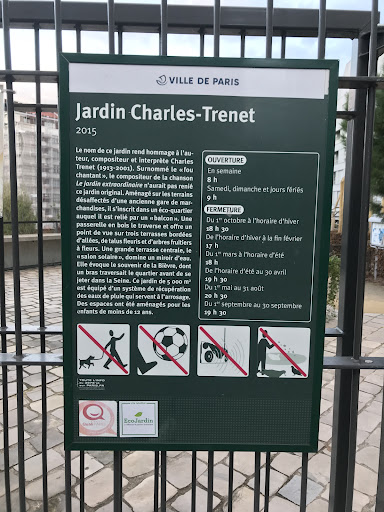 VILLE DE PARIS
Jardin Charles-Trenet
2015
Le nom de ce jardin rend hommage à l'au-
teur, compositeur et interprète Charles
Trenet (1913-2001). Surnommé le « fou
chantant », le compositeur de la chanson
Le jardin extraordinaire n'aurait pas renié
ce jardin original. Aménagé sur les terrains
désaffectés d'une ancienne gare de mar-
chandises, il s'inscrit dans un éco-quartier
auquel il est relié par un « balcon ». Une
passerelle en bois le traverse et offre un
point de vue sur trois terrasses bordées
d'allées, de talus fleuris et d'arbres fruitiers
à fleurs. Une grande terrasse centrale, le
« salon solaire », domine un miroir d'eau.
Elle évoque le souvenir de la Bièvre, dont
un bras traversait le quartier avant de se
jeter dans la Seine. Ce jardin de 5 000 m²
est équipé d'un système de récupération
des eaux de pluie qui servent à l'arrosage.
Des espaces ont été aménagés pour les
enfants de moins de 12 ans.
OUVERTURE
En semaine
8 h
Samedi, dimanche et jours fériés
9 h
FERMETURE
Du 1er octobre à l'horaire d'hiver
18 h 30
De l'horaire d'hiver à la fin février
17 h
Du 1er mars à l'horaire d'été
18 h
De l'horaire d'été au 30 avril
19 h 30
Du 1er mai au 31 août
20 h 30
Du 1er septembre au 30 septembre
19 h 30
EcoJardin